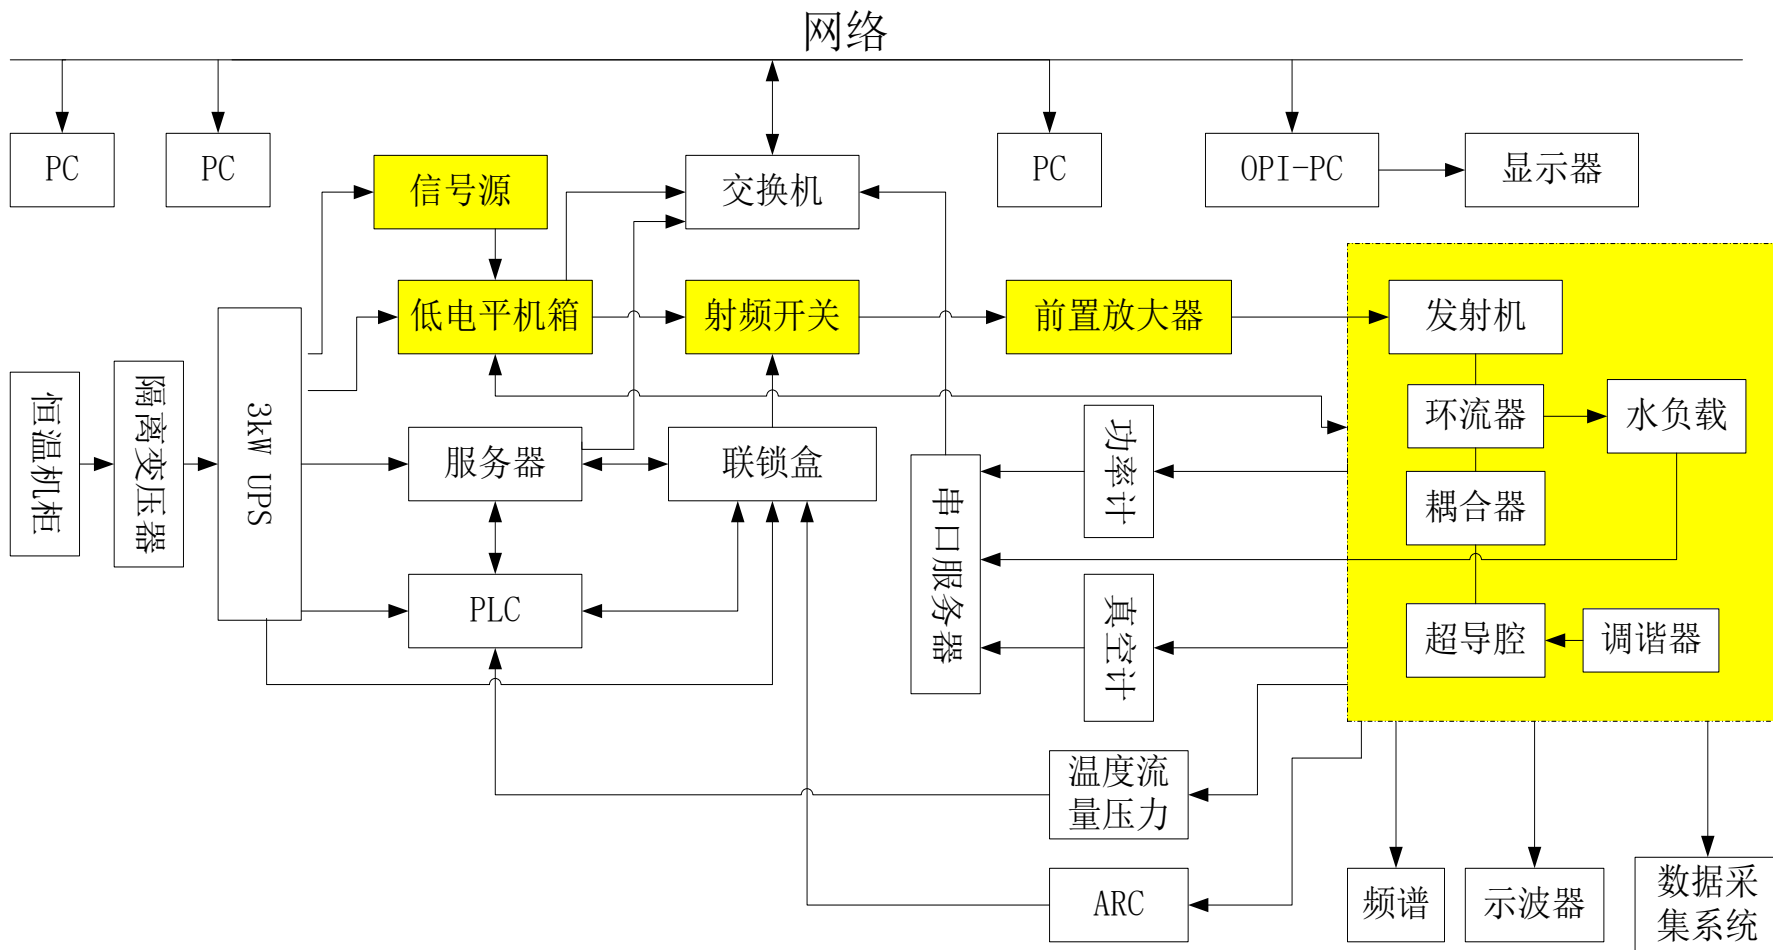 网络
PC
PC
PC
OPI-PC
显示器
信号源
交换机
低电平机箱
射频开关
前置放大器
发射机
环流器
水负载
恒温机柜
隔离变压器
3kW UPS
服务器
联锁盒
串口服务器
功率计
耦合器
PLC
真空计
超导腔
调谐器
温度流
量压力
ARC
频谱
示波器
数据采
集系统